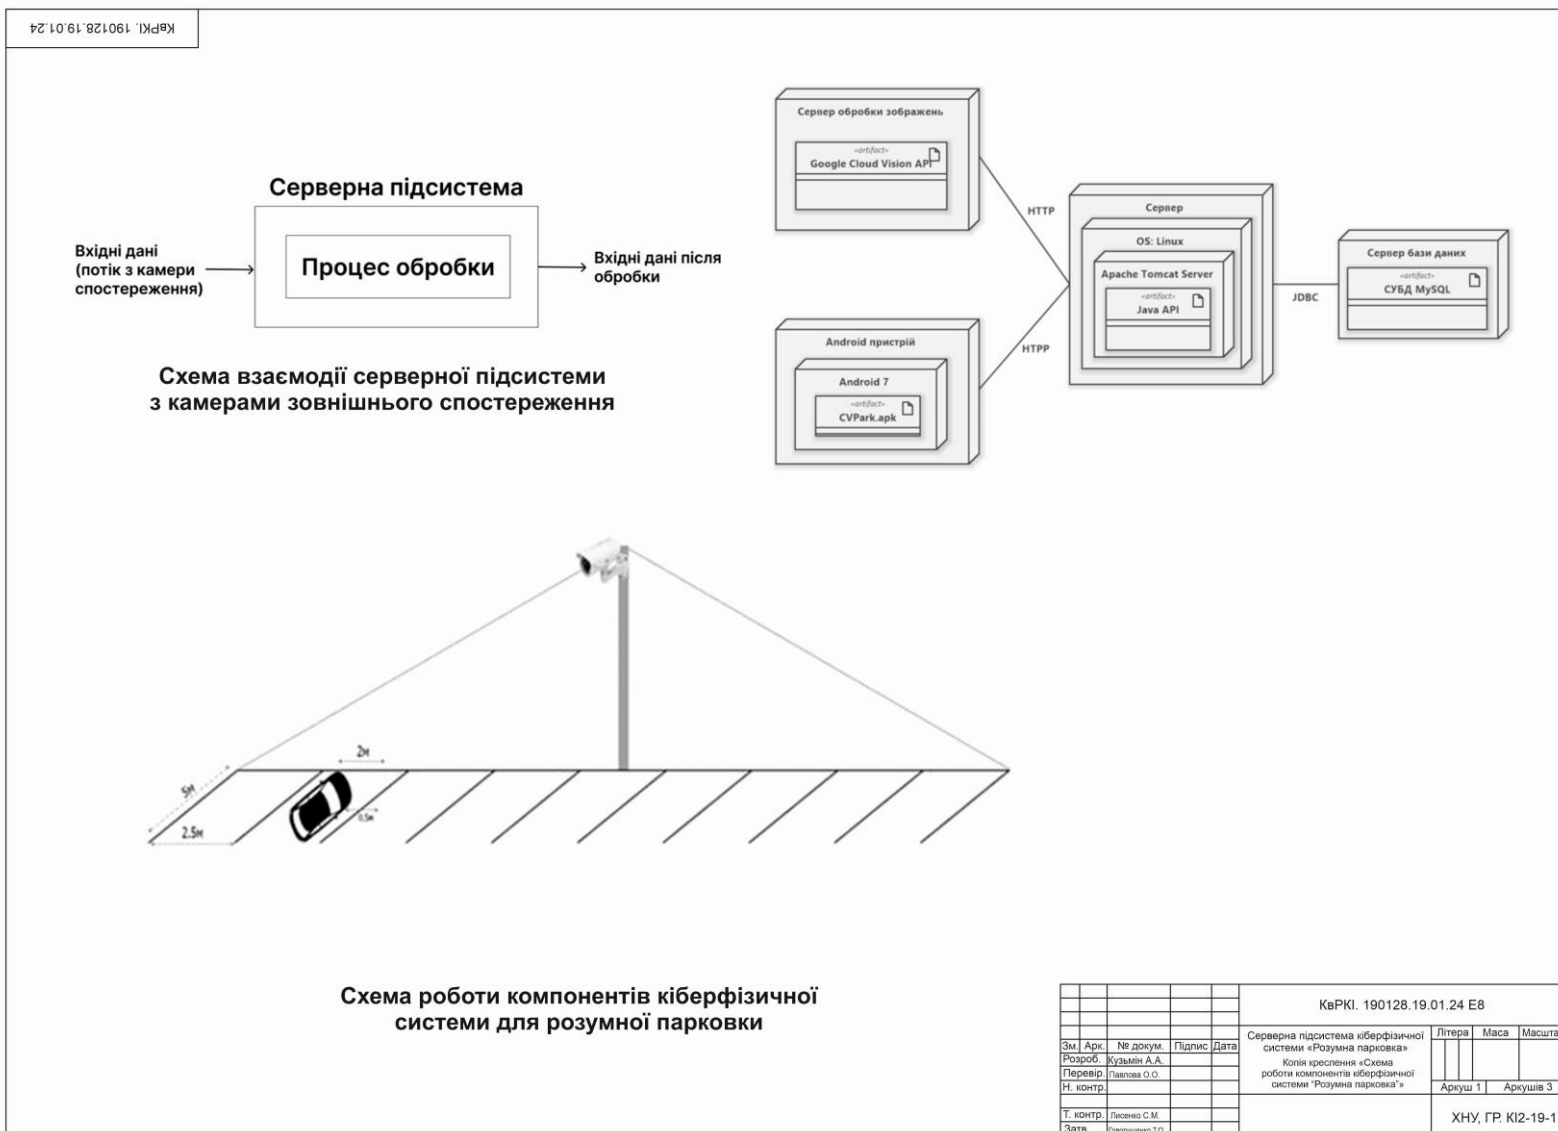 КвРКІ. 190128.19.01.24
Серверна підсистема
Вхідні дані
(потік з камери
спостереження)
Процес обробки
Вхідні дані після
обробки
Схема взаємодії серверної підсистеми
з камерами зовнішнього спостереження
Сервер обробки зображень
«artifact»
Google Cloud Vision API
HTTP
Android пристрій
Android 7
«artifact»
CVPark.apk
HTPP
Сервер
OS: Linux
Apache Tomcat Server
«artifact»
Java API
JDBC
Сервер бази даних
«artifact»
СУБД MySQL
5м
2.5м
2м
0,5м
Схема роботи компонентів кіберфізичної
системи для розумної парковки
КвРКІ. 190128.19.01.24 Е8
Зм. Арк. № докум. Підпис Дата
Розроб. Кузьмін А.А.
Перевір. Павлова О.О.
Н. контр.
Т. контр. Лисенко С.М.
Затв.
Серверна підсистема кіберфізичної
системи «Розумна парковка»
Копія креслення «Схема
роботи компонентів кіберфізичної
системи "Розумна парковка"»
Літера Маса Масшта
Аркуш 1 Аркушів 3
ХНУ, ГР. КІ2-19-1